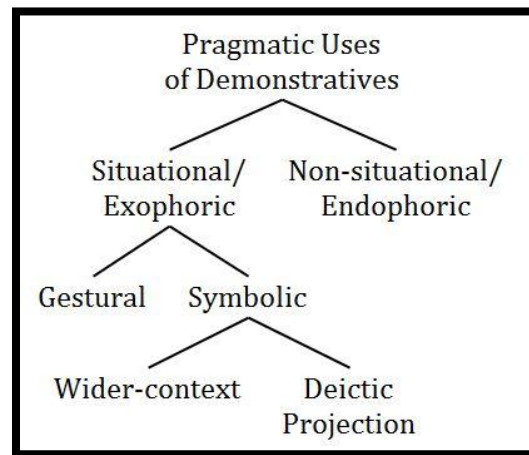 Pragmatic Uses
of Demonstratives
Situational/
Exophoric
Non-situational/
Endophoric
Gestural
Symbolic
Wider-context
Deictic
Projection